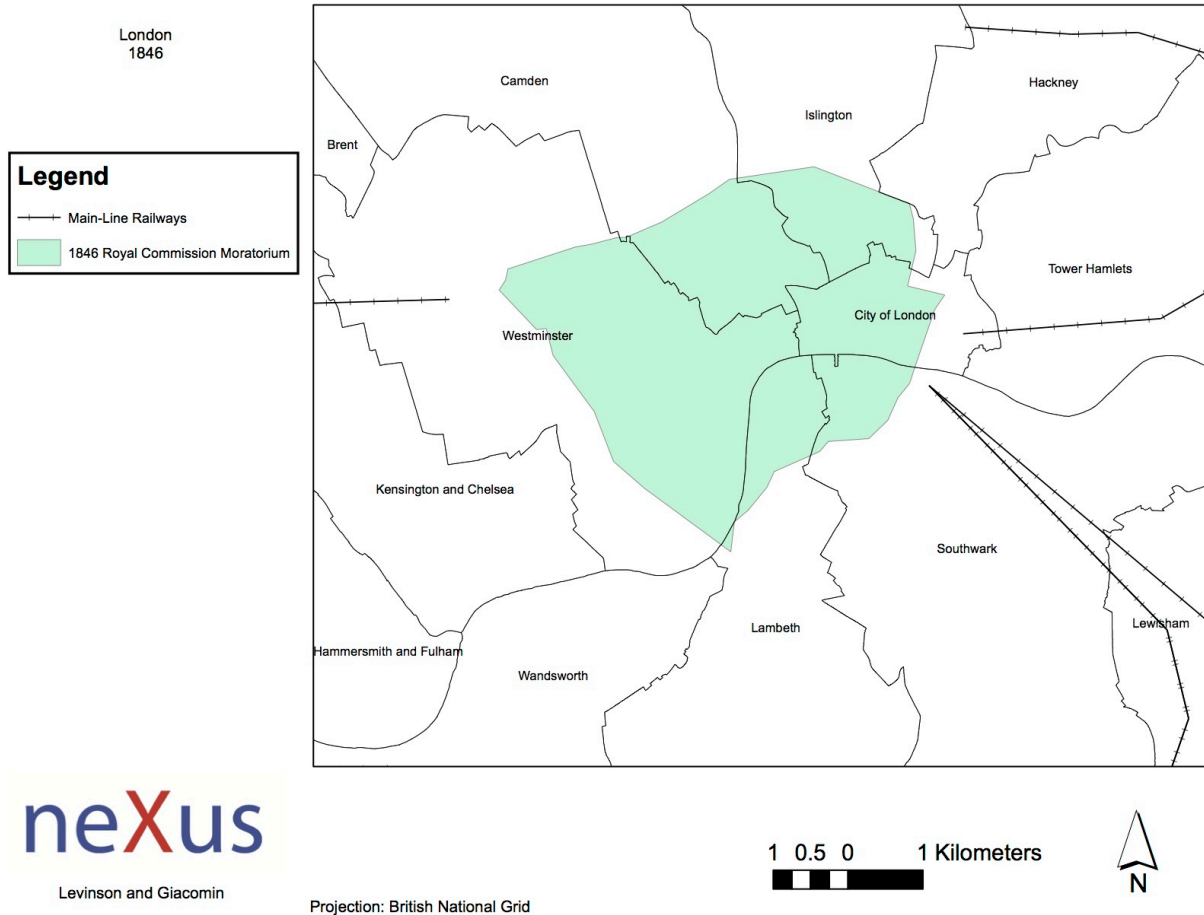 London
1846
Legend
Main-Line Railways
1846 Royal Commission Moratorium
Camden
Hackney
Islington
Brent
Tower Hamlets
City of London
Westminster
Kensington and Chelsea
Southwark
Lewisham
Lambeth
Hammersmith and Fulham
Wandsworth
neXus
Levinson and Giacomin
Projection: British National Grid
1 0.5 0 1 Kilometers
N